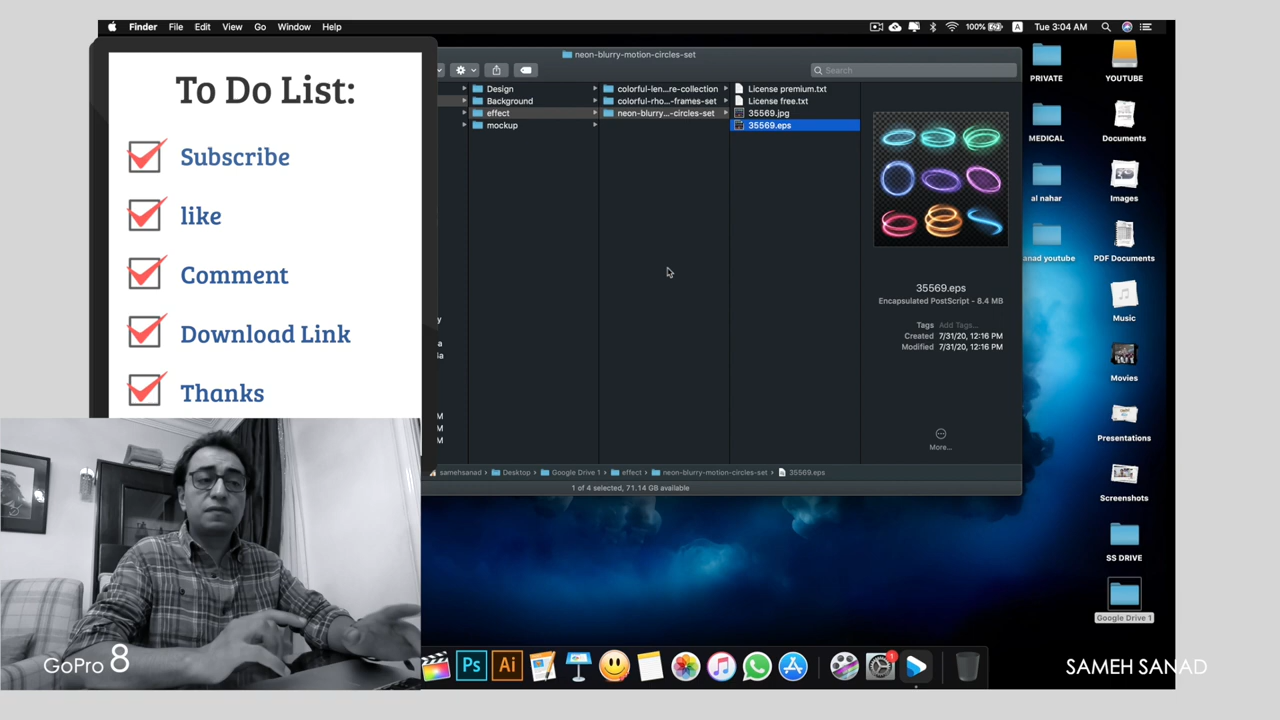 Finder File Edit View Go Window Help
100%
A
Tue 3:04 AM
To Do List:
Subscribe
like
Comment
Download Link
Thanks
neon-blurry-motion-circles-set
Search
Design
Background
effect
mockup
colorful-len...re-collection
colorful-rho...-frames-set
neon-blurry...-circles-set
License premium.txt
License free.txt
35569.jpg
35569.eps
35569.eps
Encapsulated PostScript - 8.4 MB
Tags Add Tags...
Created 7/31/20, 12:16 PM
Modified 7/31/20, 12:16 PM
More...
samehsanad › Desktop › Google Drive 1 › effect › neon-blurry-motion-circles-set › 35569.eps
1 of 4 selected, 71.14 GB available
PRIVATE
YOUTUBE
MEDICAL
Documents
al nahar
Images
anad youtube
PDF Documents
Music
Movies
Presentations
Screenshots
SS DRIVE
Google Drive 1
Ps
Ai
1
GoPro 8
SAMEH SANAD